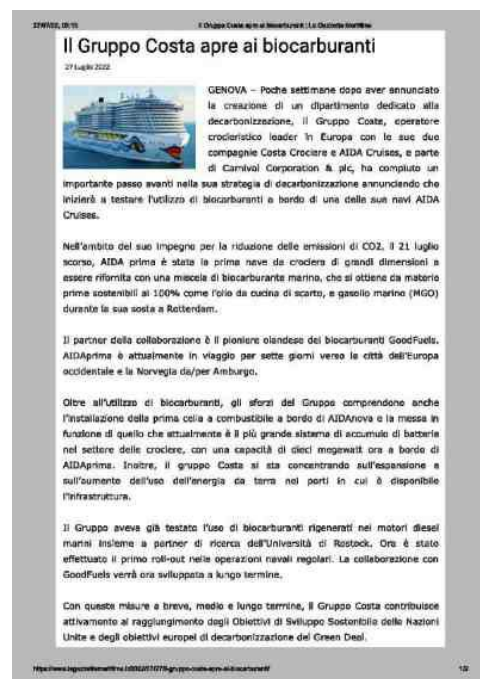 27/07/22, 09:15 Il Gruppo Costa apre ai biocarburanti - La Gazzetta Marittima
Il Gruppo Costa apre ai biocarburanti
27 Luglio 2022
GENOVA – Poche settimane dopo aver annunciato
la creazione di un dipartimento dedicato alla
decarbonizzazione, il Gruppo Costa, operatore
crocieristico leader in Europa con le sue due
compagnie Costa Crociere e AIDA Cruises, e parte
di Carnival Corporation & plc, ha compiuto un
importante passo avanti nella sua strategia di decarbonizzazione annunciando che
inizierà a testare l'utilizzo di biocarburanti a bordo di una delle sue navi AIDA
Cruises.
Nell'ambito del suo impegno per la riduzione delle emissioni di CO2, il 21 luglio
scorso, AIDA prima è stata la prima nave da crociera di grandi dimensioni a
essere rifornita con una miscela di biocarburante marino, che si ottiene da materie
prime sostenibili al 100% come l'olio da cucina di scarto, e gasolio marino (MGO)
durante la sua sosta a Rotterdam.
Il partner della collaborazione è il pioniere olandese dei biocarburanti GoodFuels.
AIDAprima è attualmente in viaggio per sette giorni verso le città dell'Europa
occidentale e la Norvegia da/per Amburgo.
Oltre all'utilizzo di biocarburanti, gli sforzi del Gruppo comprendono anche
l'installazione della prima cella a combustibile a bordo di AIDAnova e la messa in
funzione di quello che attualmente è il più grande sistema di accumulo di batterie
nel settore delle crociere, con una capacità di dieci megawatt ora a bordo di
AIDAprima. Inoltre, il gruppo Costa si sta concentrando sull'espansione e
sull'aumento dell'uso dell'energia da terra nei porti in cui è disponibile
l'infrastruttura.
Il Gruppo aveva già testato l'uso di biocarburanti rigenerati nei motori diesel
marini insieme a partner di ricerca dell'Università di Rostock. Ora è stato
effettuato il primo roll-out nelle operazioni navali regolari. La collaborazione con
GoodFuels verrà ora sviluppata a lungo termine.
Con queste misure a breve, medio e lungo termine, il Gruppo Costa contribuisce
attivamente al raggiungimento degli Obiettivi di Sviluppo Sostenibile delle Nazioni
Unite e degli obiettivi europei di decarbonizzazione del Green Deal.
1/2